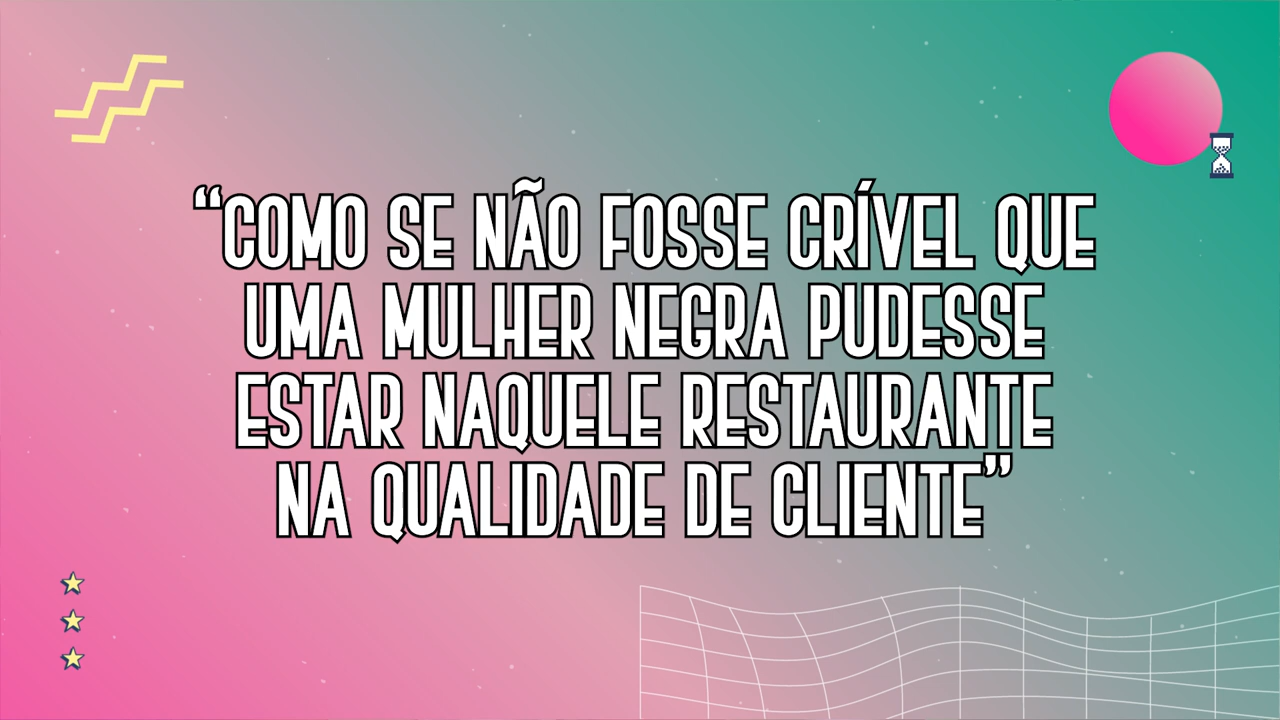 “COMO SE NÃO FOSSE CRÍVEL QUE
UMA MULHER NEGRA PUDESSE
ESTAR NAQUELE RESTAURANTE
NA QUALIDADE DE CLIENTE”